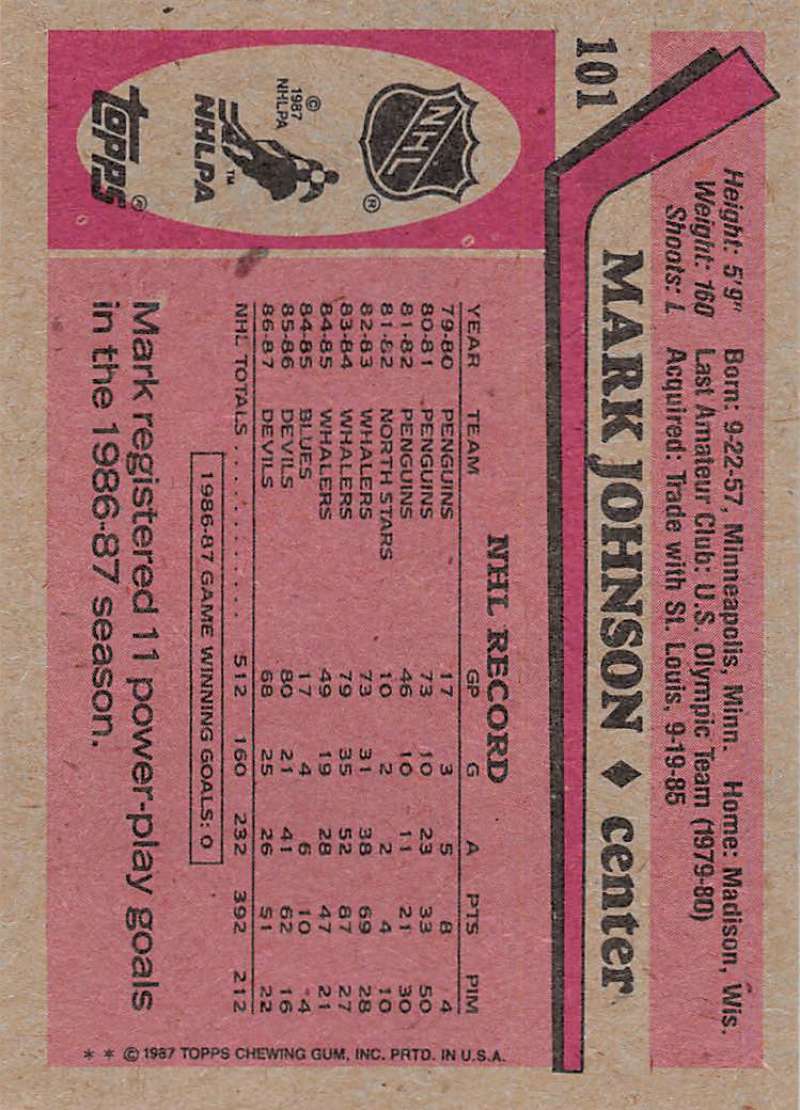 101
Height: 5'9" Born: 9-22-57, Minneapolis, Minn. Home: Madison, Wis.
Weight: 160 Last Amateur Club: U.S. Olympic Team (1979-80)
Shoots: L Acquired: Trade with St. Louis, 9-19-85
MARK JOHNSON ♦ center
NHL ®
© 1987 NHLPA
NHLPA ™
TOPPS ®
NHL RECORD
YEAR TEAM GP G A PTS PIM
79-80 PENGUINS 17 3 5 8 4
80-81 PENGUINS 73 10 23 33 50
81-82 PENGUINS 46 10 11 21 30
81-82 NORTH STARS 10 2 2 4 10
82-83 WHALERS 73 31 38 69 28
83-84 WHALERS 79 35 52 87 27
84-85 WHALERS 49 19 28 47 21
84-85 BLUES 17 4 6 10 4
85-86 DEVILS 80 21 41 62 16
86-87 DEVILS 68 25 26 51 22
NHL TOTALS . . . . . . . . . . . . 512 160 232 392 212
1986-87 GAME WINNING GOALS: 0
Mark registered 11 power-play goals
in the 1986-87 season.
* * © 1987 TOPPS CHEWING GUM, INC. PRTD. IN U.S.A.